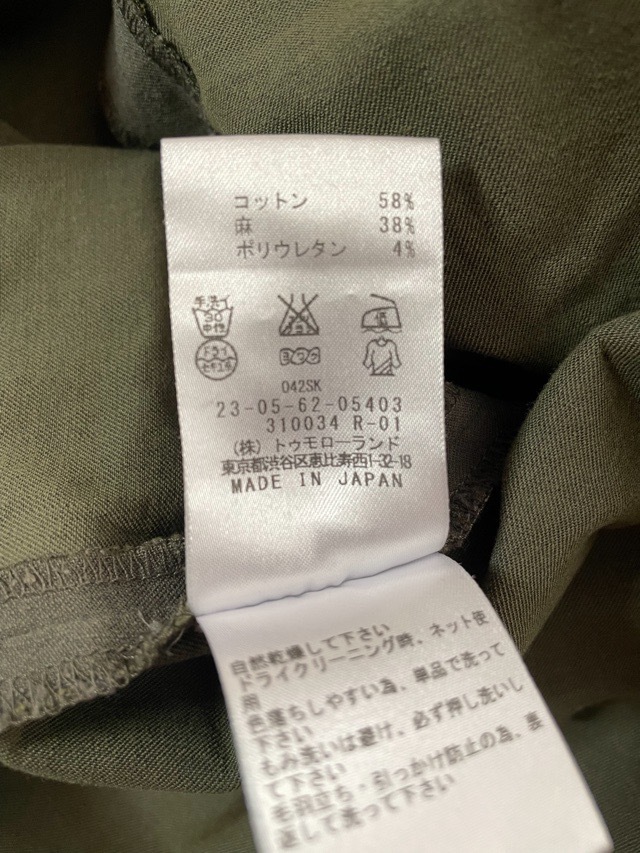 コットン 58%
麻 38%
ポリウレタン 4%
手洗イ
30
中性
ドライ
セキユ系
ヨワク
042SK
23-05-62-05403
310034 R-01
(株)トゥモローランド
東京都渋谷区恵比寿西1-32-18
MADE IN JAPAN
自然乾燥して下さい
ドライクリーニング時、ネット使
用
色落ちしやすい為、単品で洗って
下さい
もみ洗いは避け、必ず押し洗いし
て下さい
毛羽立ち・引っかけ防止の為、裏
返して洗って下さい